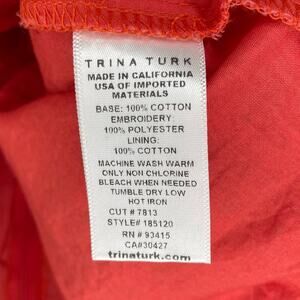 TRINA TURK
MADE IN CALIFORNIA
USA OF IMPORTED
MATERIALS
BASE: 100% COTTON
EMBROIDERY:
100% POLYESTER
LINING:
100% COTTON
MACHINE WASH WARM
ONLY NON CHLORINE
BLEACH WHEN NEEDED
TUMBLE DRY LOW
HOT IRON
CUT # 7813
STYLE# 185120
RN # 93415
CA#30427
trinaturk.com